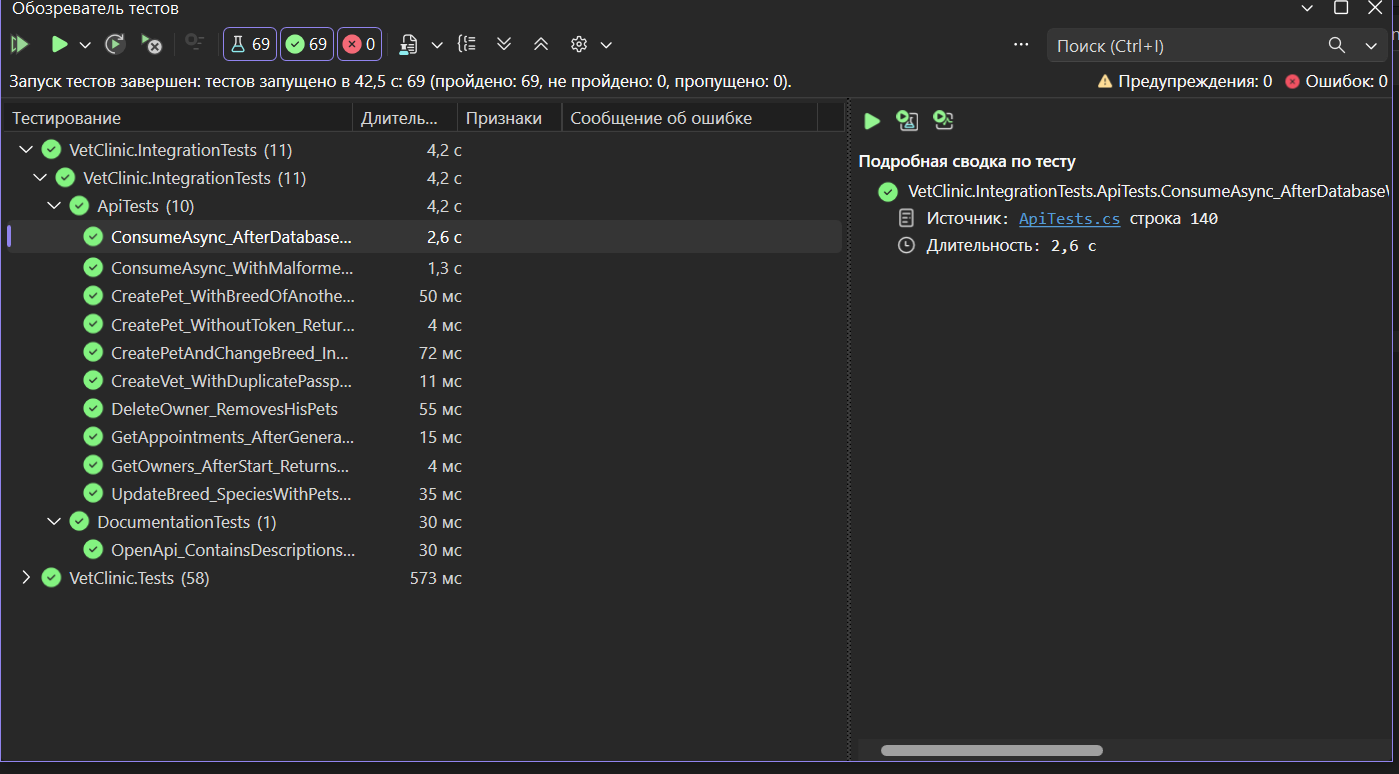 Обозреватель тестов
69 69 0
Поиск (Ctrl+I)
Запуск тестов завершен: тестов запущено в 42,5 с: 69 (пройдено: 69, не пройдено: 0, пропущено: 0).
Предупреждения: 0 Ошибок: 0
Тестирование Длитель... Признаки Сообщение об ошибке
VetClinic.IntegrationTests (11) 4,2 с
VetClinic.IntegrationTests (11) 4,2 с
ApiTests (10) 4,2 с
ConsumeAsync_AfterDatabase... 2,6 с
ConsumeAsync_WithMalforme... 1,3 с
CreatePet_WithBreedOfAnothe... 50 мс
CreatePet_WithoutToken_Retur... 4 мс
CreatePetAndChangeBreed_In... 72 мс
CreateVet_WithDuplicatePassp... 11 мс
DeleteOwner_RemovesHisPets 55 мс
GetAppointments_AfterGenera... 15 мс
GetOwners_AfterStart_Returns... 4 мс
UpdateBreed_SpeciesWithPets... 35 мс
DocumentationTests (1) 30 мс
OpenApi_ContainsDescriptions... 30 мс
VetClinic.Tests (58) 573 мс
Подробная сводка по тесту
VetClinic.IntegrationTests.ApiTests.ConsumeAsync_AfterDatabase
Источник: ApiTests.cs строка 140
Длительность: 2,6 с